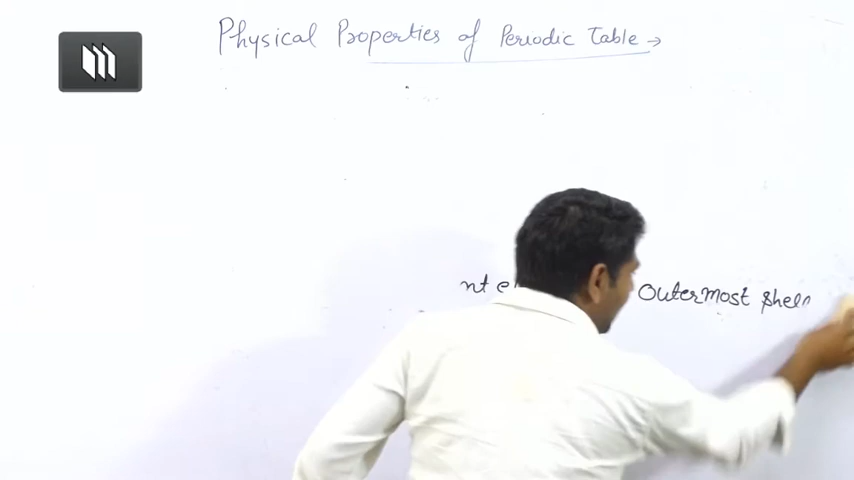 Physical Properties of Periodic Table →
nt e Outermost shell